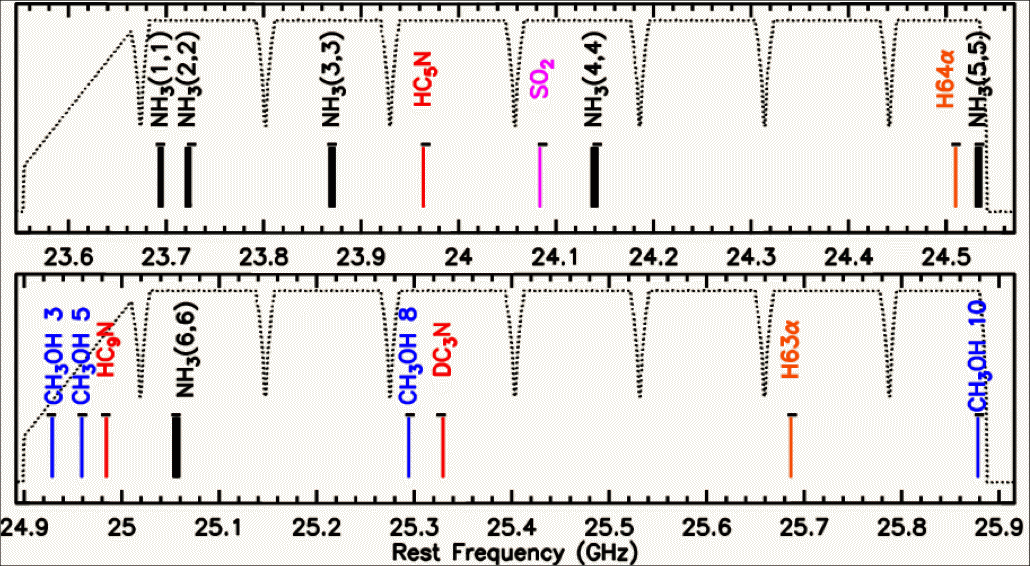 NH3(1,1)
NH3(2,2)
NH3(3,3)
HC5N
SO2
NH3(4,4)
H64α
NH3(5,5)
23.6 23.7 23.8 23.9 24 24.1 24.2 24.3 24.4 24.5
CH3OH 3
CH3OH 5
HC9N
NH3(6,6)
CH3OH 8
DC3N
H63α
CH3OH 10
24.9 25 25.1 25.2 25.3 25.4 25.5 25.6 25.7 25.8 25.9
Rest Frequency (GHz)